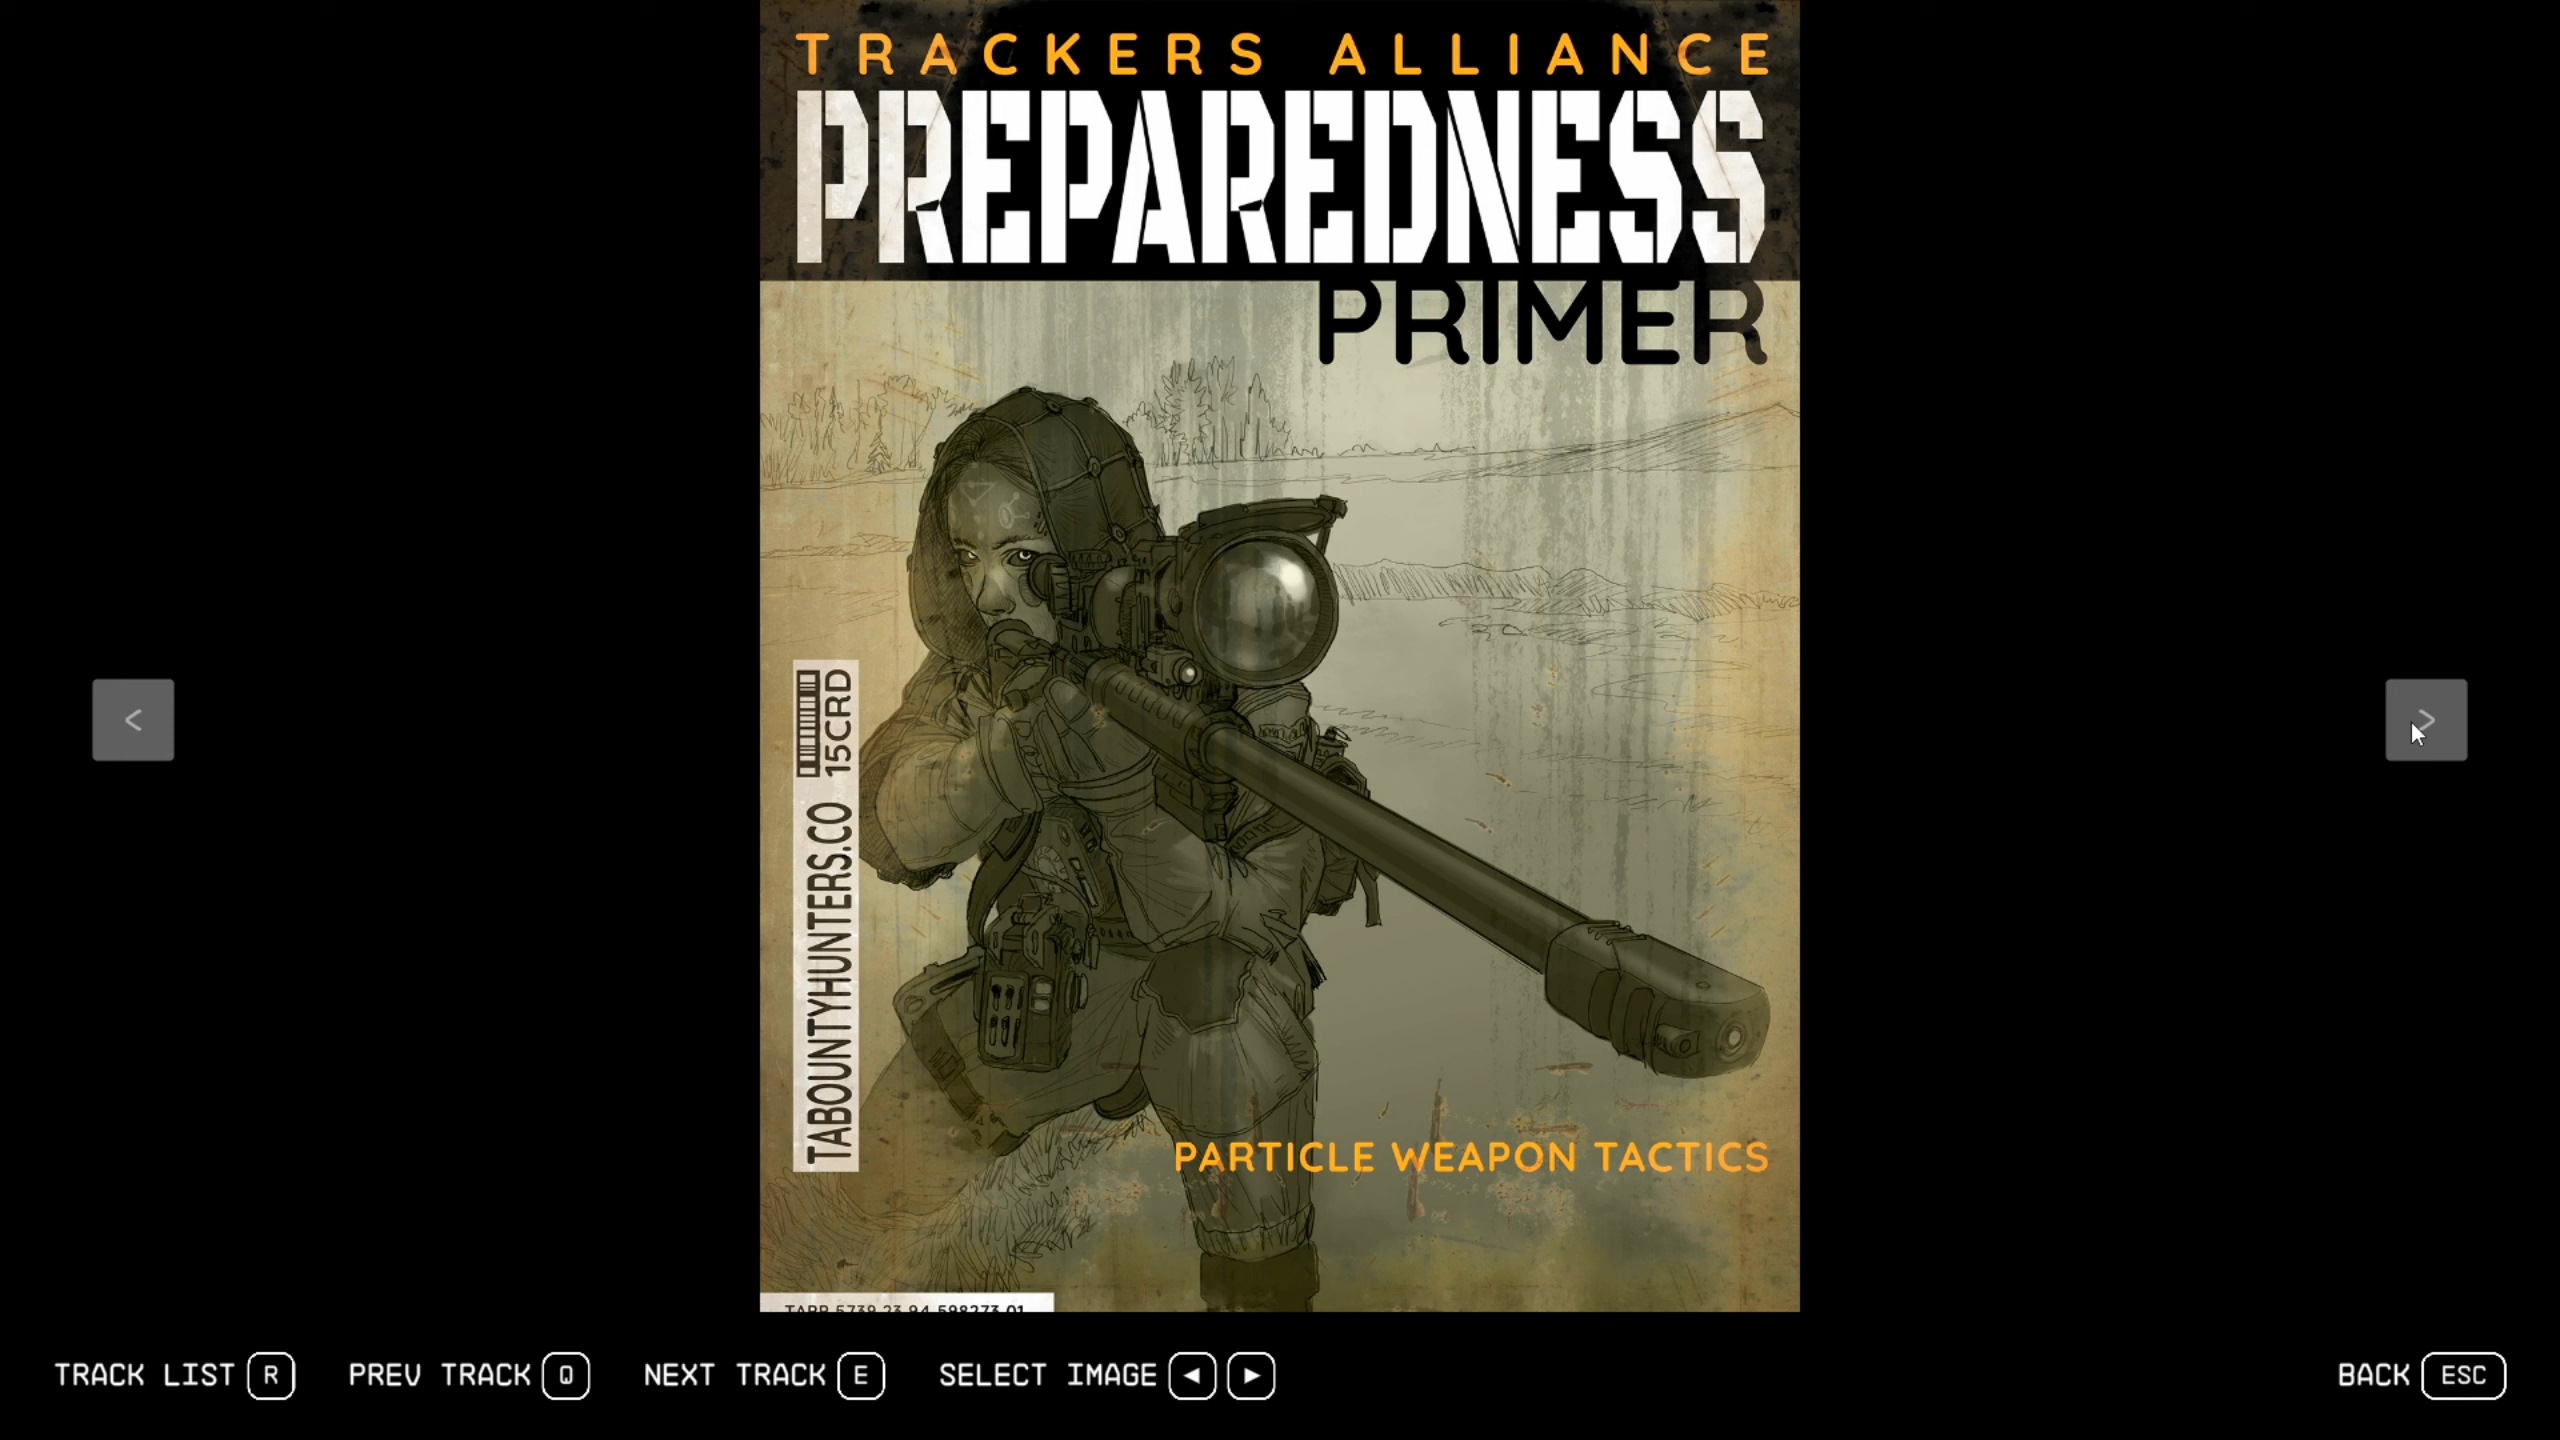 TRACKERS ALLIANCE
PREPAREDNESS
PRIMER
TABOUNTYHUNTERS.CO 15CRD
PARTICLE WEAPON TACTICS
TRACK LIST R PREV TRACK Q NEXT TRACK E SELECT IMAGE ◄ ► BACK ESC